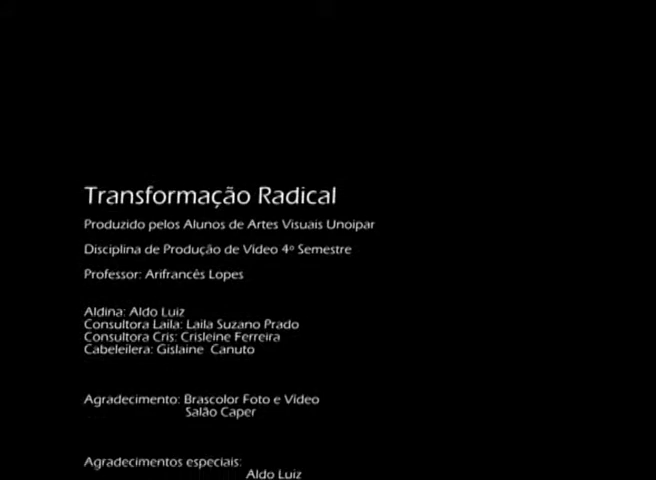 Transformação Radical
Produzido pelos Alunos de Artes Visuais Unoipar
Disciplina de Produção de Vídeo 4º Semestre
Professor: Arifrancês Lopes
Aldina: Aldo Luiz
Consultora Laila: Laila Suzano Prado
Consultora Cris: Crisleine Ferreira
Cabeleilera: Gislaine Canuto
Agradecimento: Brascolor Foto e Vídeo
Salão Caper
Agradecimentos especiais:
Aldo Luiz